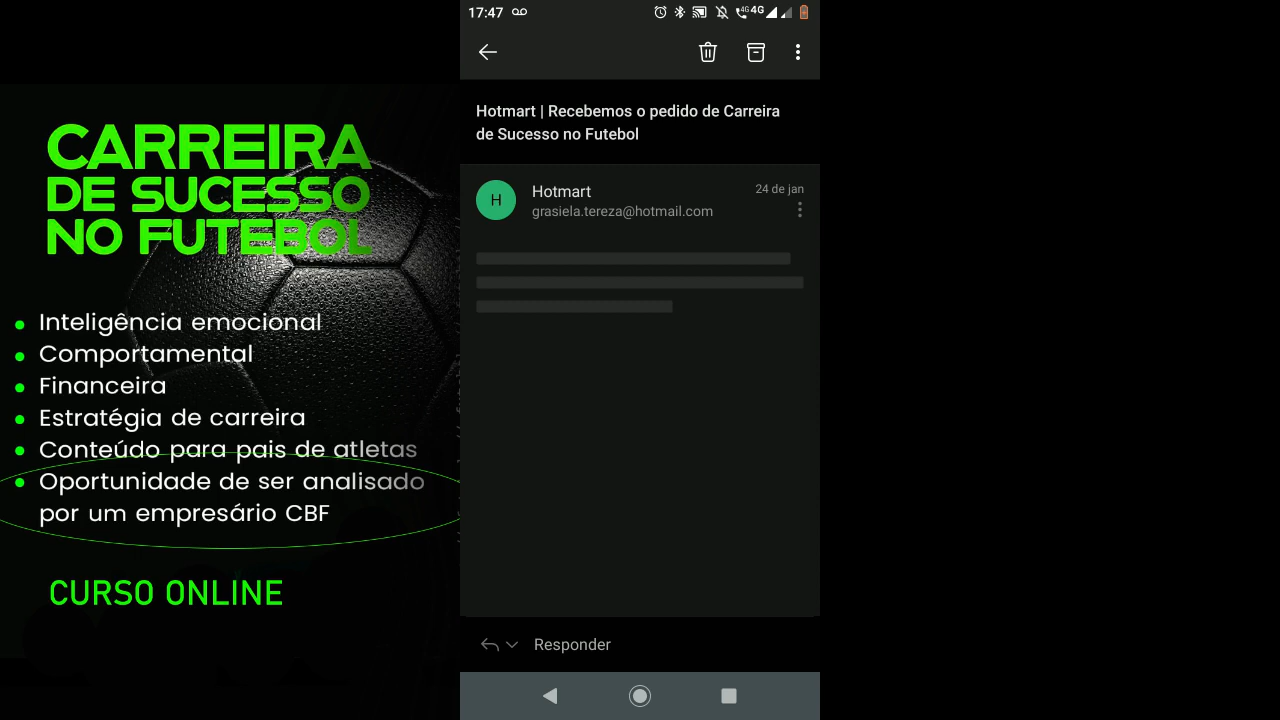 CARREIRA
DE SUCESSO
NO FUTEBOL
Inteligência emocional
Comportamental
Financeira
Estratégia de carreira
Conteúdo para pais de atletas
Oportunidade de ser analisado
por um empresário CBF
CURSO ONLINE
17:47
4G 4G
Hotmart | Recebemos o pedido de Carreira
de Sucesso no Futebol
H
Hotmart
24 de jan
grasiela.tereza@hotmail.com
Responder